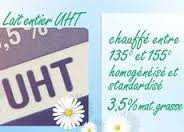 Lait entier UHT
,5%
UHT
chauffé entre
135° et 155°
homogénéisé et
standardisé
3,5% mat. grasse